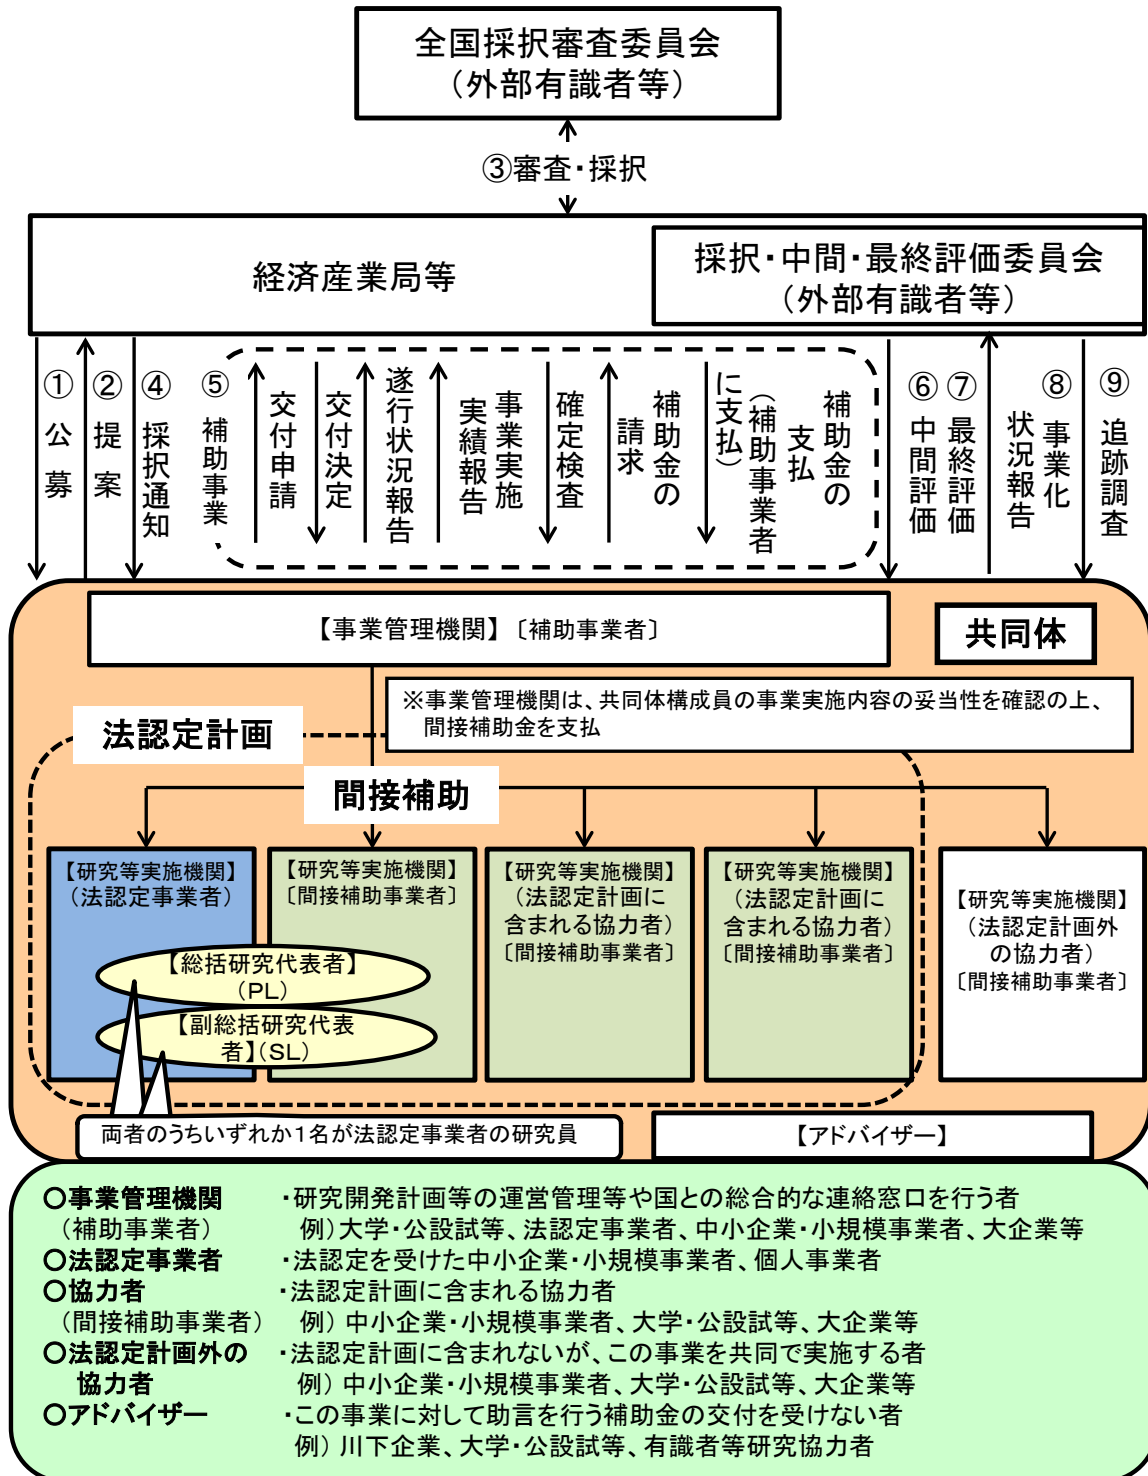 全国採択審査委員会
（外部有識者等）
③審査・採択
経済産業局等
採択・中間・最終評価委員会
（外部有識者等）
①公募
②提案
④採択通知
⑤補助事業
交付申請
交付決定
遂行状況報告
事業実施
実績報告
確定検査
補助金の
請求
補助金の
支払
（補助事業者
に支払）
⑥中間評価
⑦最終評価
⑧事業化
状況報告
⑨追跡調査
【事業管理機関】〔補助事業者〕
共同体
※事業管理機関は、共同体構成員の事業実施内容の妥当性を確認の上、
間接補助金を支払
法認定計画
間接補助
【研究等実施機関】
（法認定事業者）
【研究等実施機関】
〔間接補助事業者〕
【研究等実施機関】
（法認定計画に
含まれる協力者）
〔間接補助事業者〕
【研究等実施機関】
（法認定計画に
含まれる協力者）
〔間接補助事業者〕
【研究等実施機関】
（法認定計画外
の協力者）
〔間接補助事業者〕
【総括研究代表者】
（PL）
【副総括研究代表
者】（SL）
両者のうちいずれか１名が法認定事業者の研究員
【アドバイザー】
○事業管理機関　・研究開発計画等の運営管理等や国との総合的な連絡窓口を行う者
（補助事業者）　例）大学・公設試等、法認定事業者、中小企業・小規模事業者、大企業等
○法認定事業者　・法認定を受けた中小企業・小規模事業者、個人事業者
○協力者　・法認定計画に含まれる協力者
（間接補助事業者）　例）中小企業・小規模事業者、大学・公設試等、大企業等
○法認定計画外の　・法認定計画に含まれないが、この事業を共同で実施する者
協力者　例）中小企業・小規模事業者、大学・公設試等、大企業等
○アドバイザー　・この事業に対して助言を行う補助金の交付を受けない者
例）川下企業、大学・公設試等、有識者等研究協力者